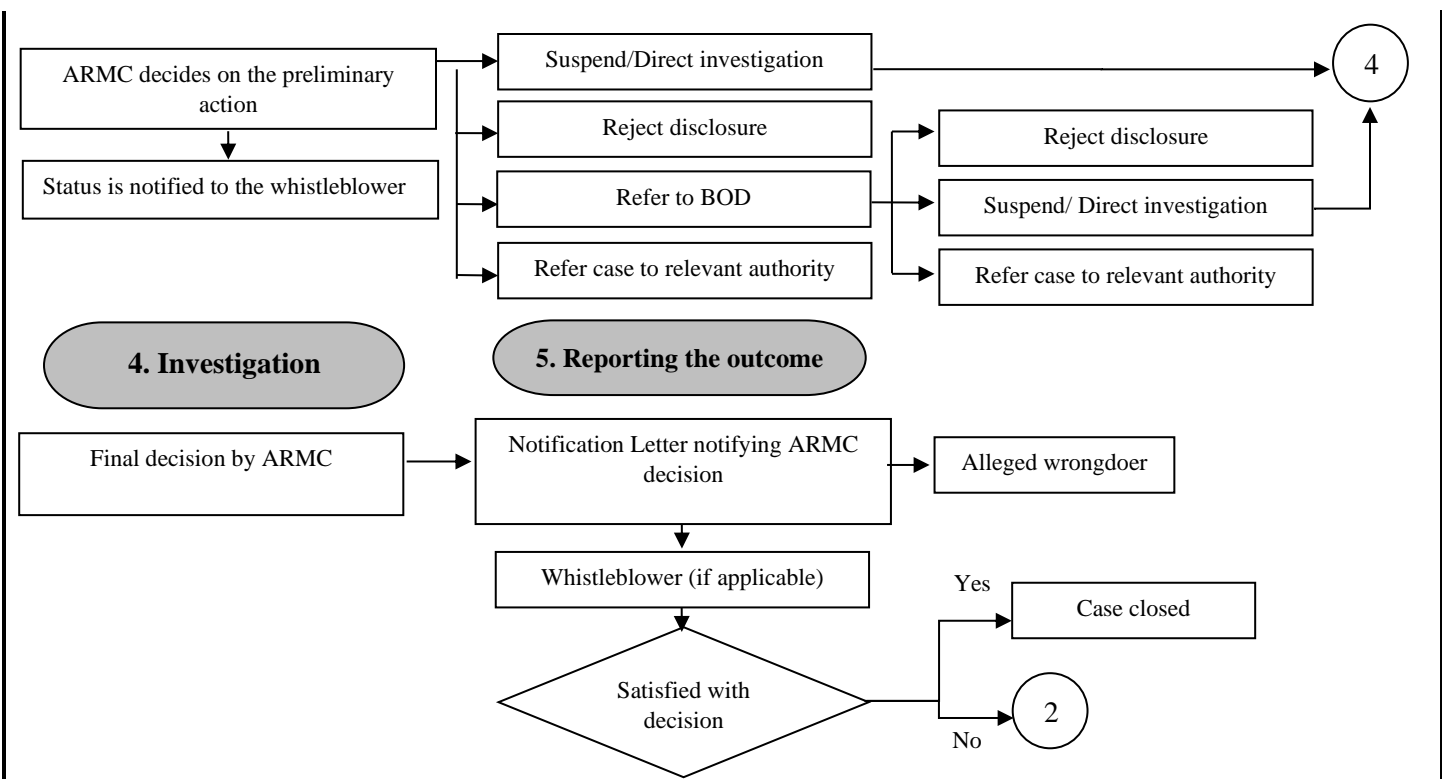 ARMC decides on the preliminary
action
Status is notified to the whistleblower
Suspend/Direct investigation
Reject disclosure
Refer to BOD
Refer case to relevant authority
Reject disclosure
Suspend/ Direct investigation
Refer case to relevant authority
4
4. Investigation
5. Reporting the outcome
Final decision by ARMC
Notification Letter notifying ARMC
decision
Alleged wrongdoer
Whistleblower (if applicable)
Satisfied with
decision
Yes
Case closed
No
2